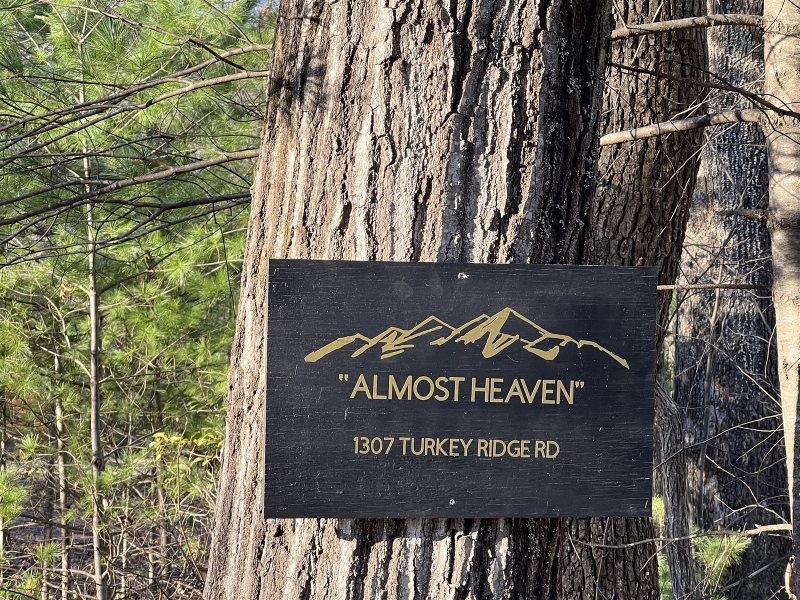 "ALMOST HEAVEN"
1307 TURKEY RIDGE RD